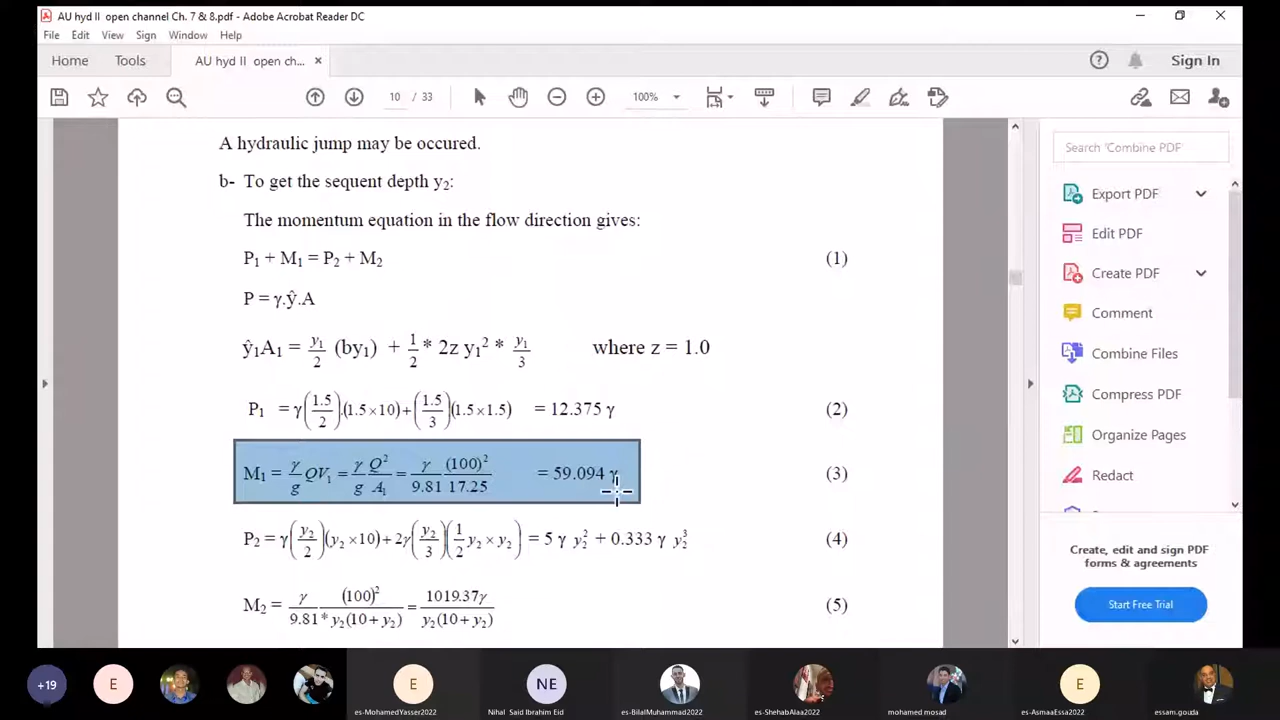 AU hyd II open channel Ch. 7 & 8.pdf - Adobe Acrobat Reader DC
File Edit View Sign Window Help
Home Tools AU hyd II open ch... × Sign In
10 / 33 100%
A hydraulic jump may be occured.
b- To get the sequent depth y₂:
The momentum equation in the flow direction gives:
P₁ + M₁ = P₂ + M₂ (1)
P = γ.ŷ.A
ŷ₁A₁ = y₁/2 (by₁) + 1/2 * 2z y₁² * y₁/3 where z = 1.0
P₁ = γ(1.5/2).(1.5×10)+(1.5/3)(1.5×1.5) = 12.375 γ (2)
M₁ = γ/g QV₁ = γ/g Q²/A₁ = γ/9.81 (100)²/17.25 = 59.094 γ (3)
P₂ = γ(y₂/2)(y₂×10)+2γ(y₂/3)(1/2 y₂×y₂) = 5 γ y₂² + 0.333 γ y₂³ (4)
M₂ = γ/9.81 (100)²/* y₂(10+y₂) = 1019.37γ/y₂(10+y₂) (5)
Search 'Combine PDF'
Export PDF
Edit PDF
Create PDF
Comment
Combine Files
Compress PDF
Organize Pages
Redact
Create, edit and sign PDF
forms & agreements
Start Free Trial
+19 E E NE E
es-MohamedYasser2022 Nihal Said Ibrahim Eid es-BilalMuhammad2022 es-ShehabAlaa2022 mohamed mosad es-AsmaaEssa2022 essam.gouda